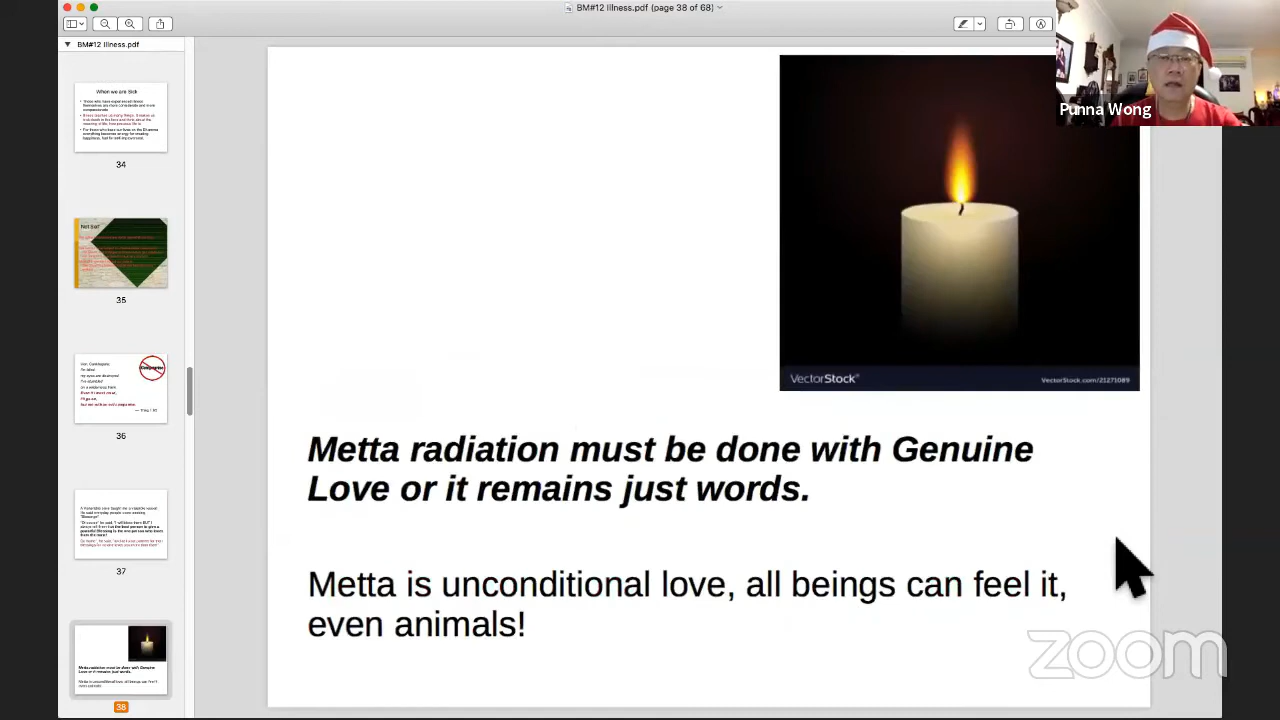 BM#12 Illness.pdf (page 38 of 68)
BM#12 Illness.pdf
Punna Wong
When we are Sick
34
Not Self
35
36
37
38
VectorStock®
VectorStock.com/21271089
Metta radiation must be done with Genuine
Love or it remains just words.
Metta is unconditional love, all beings can feel it,
even animals!
zoom